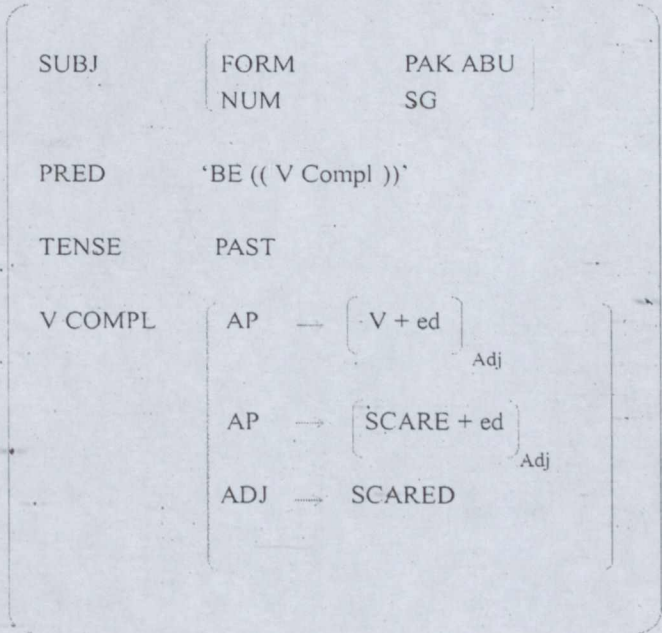 SUBJ FORM PAK ABU
NUM SG
PRED ‘BE (( V Compl ))‘
TENSE PAST
V COMPL AP → [ V + ed ] Adj
AP → [ SCARE + ed ] Adj
ADJ → SCARED